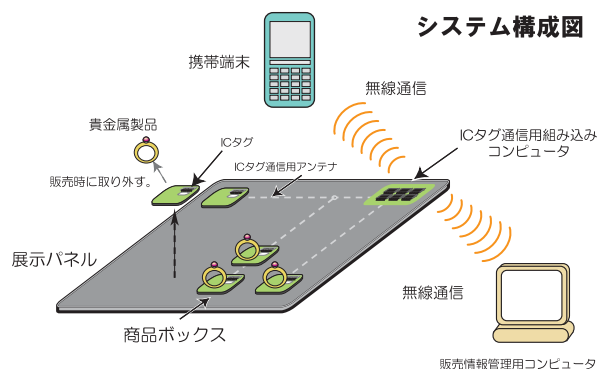 システム構成図
携帯端末
無線通信
貴金属製品
ICタグ
ICタグ通信用組み込み
コンピュータ
ICタグ通信用アンテナ
販売時に取り外す。
展示パネル
無線通信
商品ボックス
販売情報管理用コンピュータ